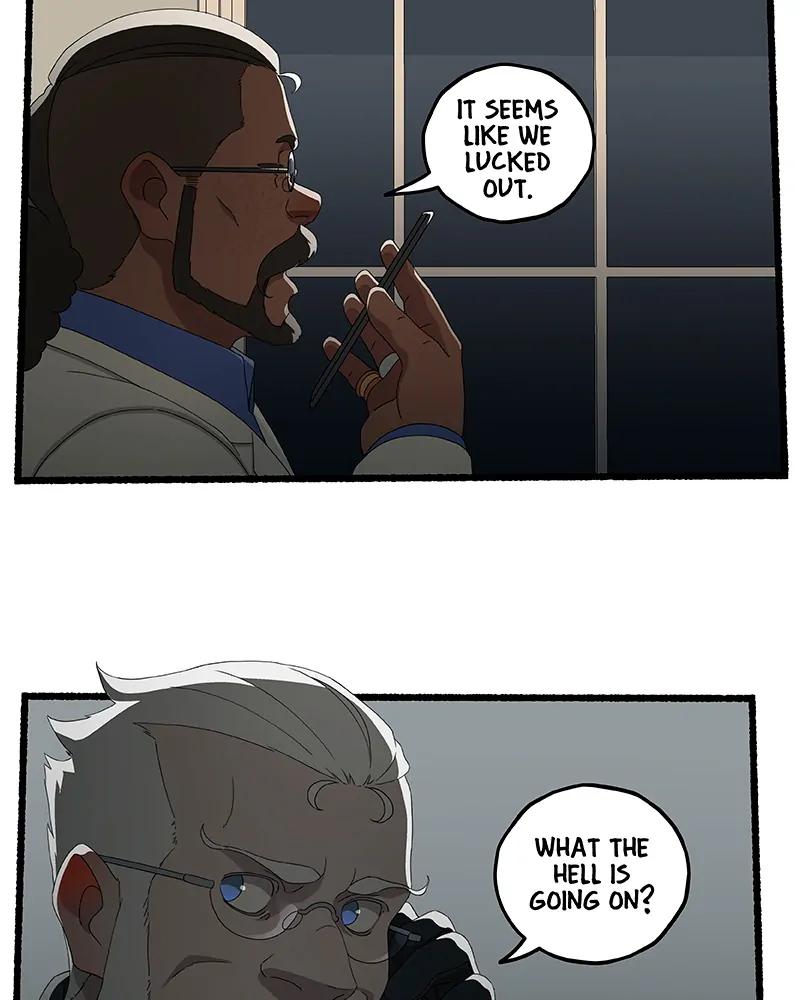 IT SEEMS
LIKE WE
LUCKED
OUT.
WHAT THE
HELL IS
GOING ON?